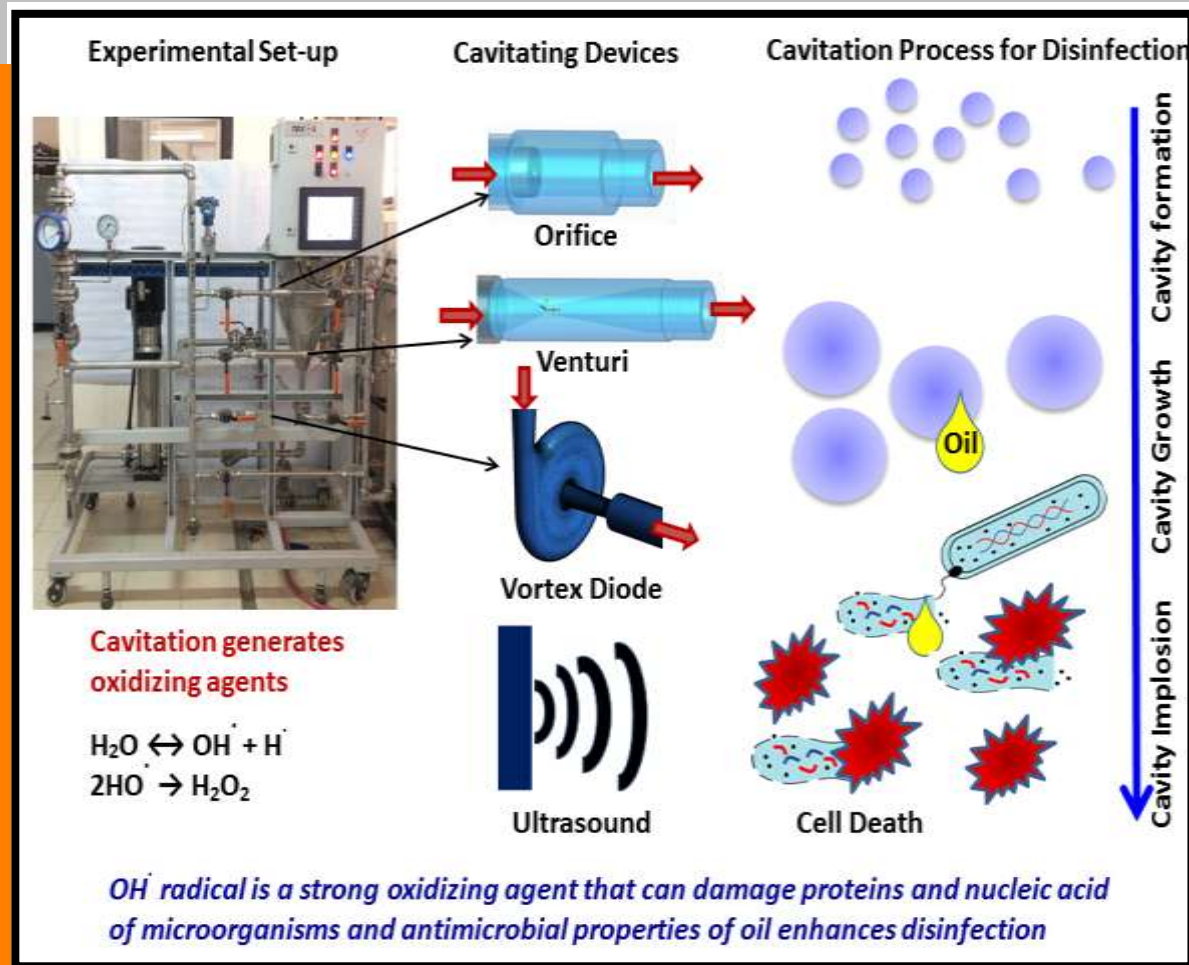 Experimental Set-up
Cavitating Devices
Cavitation Process for Disinfection
Orifice
Venturi
Vortex Diode
Ultrasound
Cavitation generates
oxidizing agents
H₂O ↔ OH˙ + H˙
2HO˙ → H₂O₂
Oil
Cell Death
Cavity formation
Cavity Growth
Cavity Implosion
OH˙ radical is a strong oxidizing agent that can damage proteins and nucleic acid
of microorganisms and antimicrobial properties of oil enhances disinfection